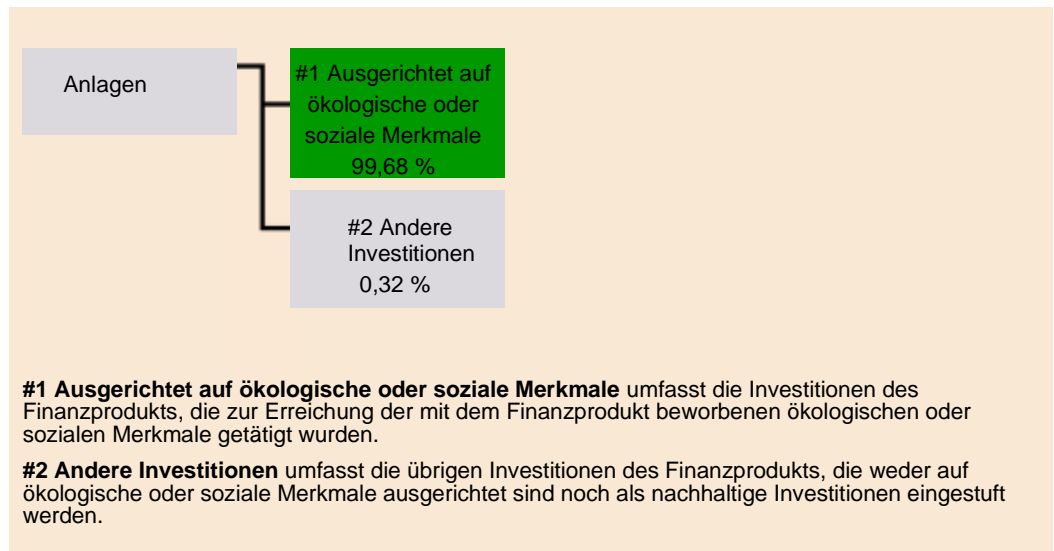 Anlagen
#1 Ausgerichtet auf
ökologische oder
soziale Merkmale
99,68 %
#2 Andere
Investitionen
0,32 %
#1 Ausgerichtet auf ökologische oder soziale Merkmale umfasst die Investitionen des
Finanzprodukts, die zur Erreichung der mit dem Finanzprodukt beworbenen ökologischen oder
sozialen Merkmale getätigt wurden.
#2 Andere Investitionen umfasst die übrigen Investitionen des Finanzprodukts, die weder auf
ökologische oder soziale Merkmale ausgerichtet sind noch als nachhaltige Investitionen eingestuft
werden.